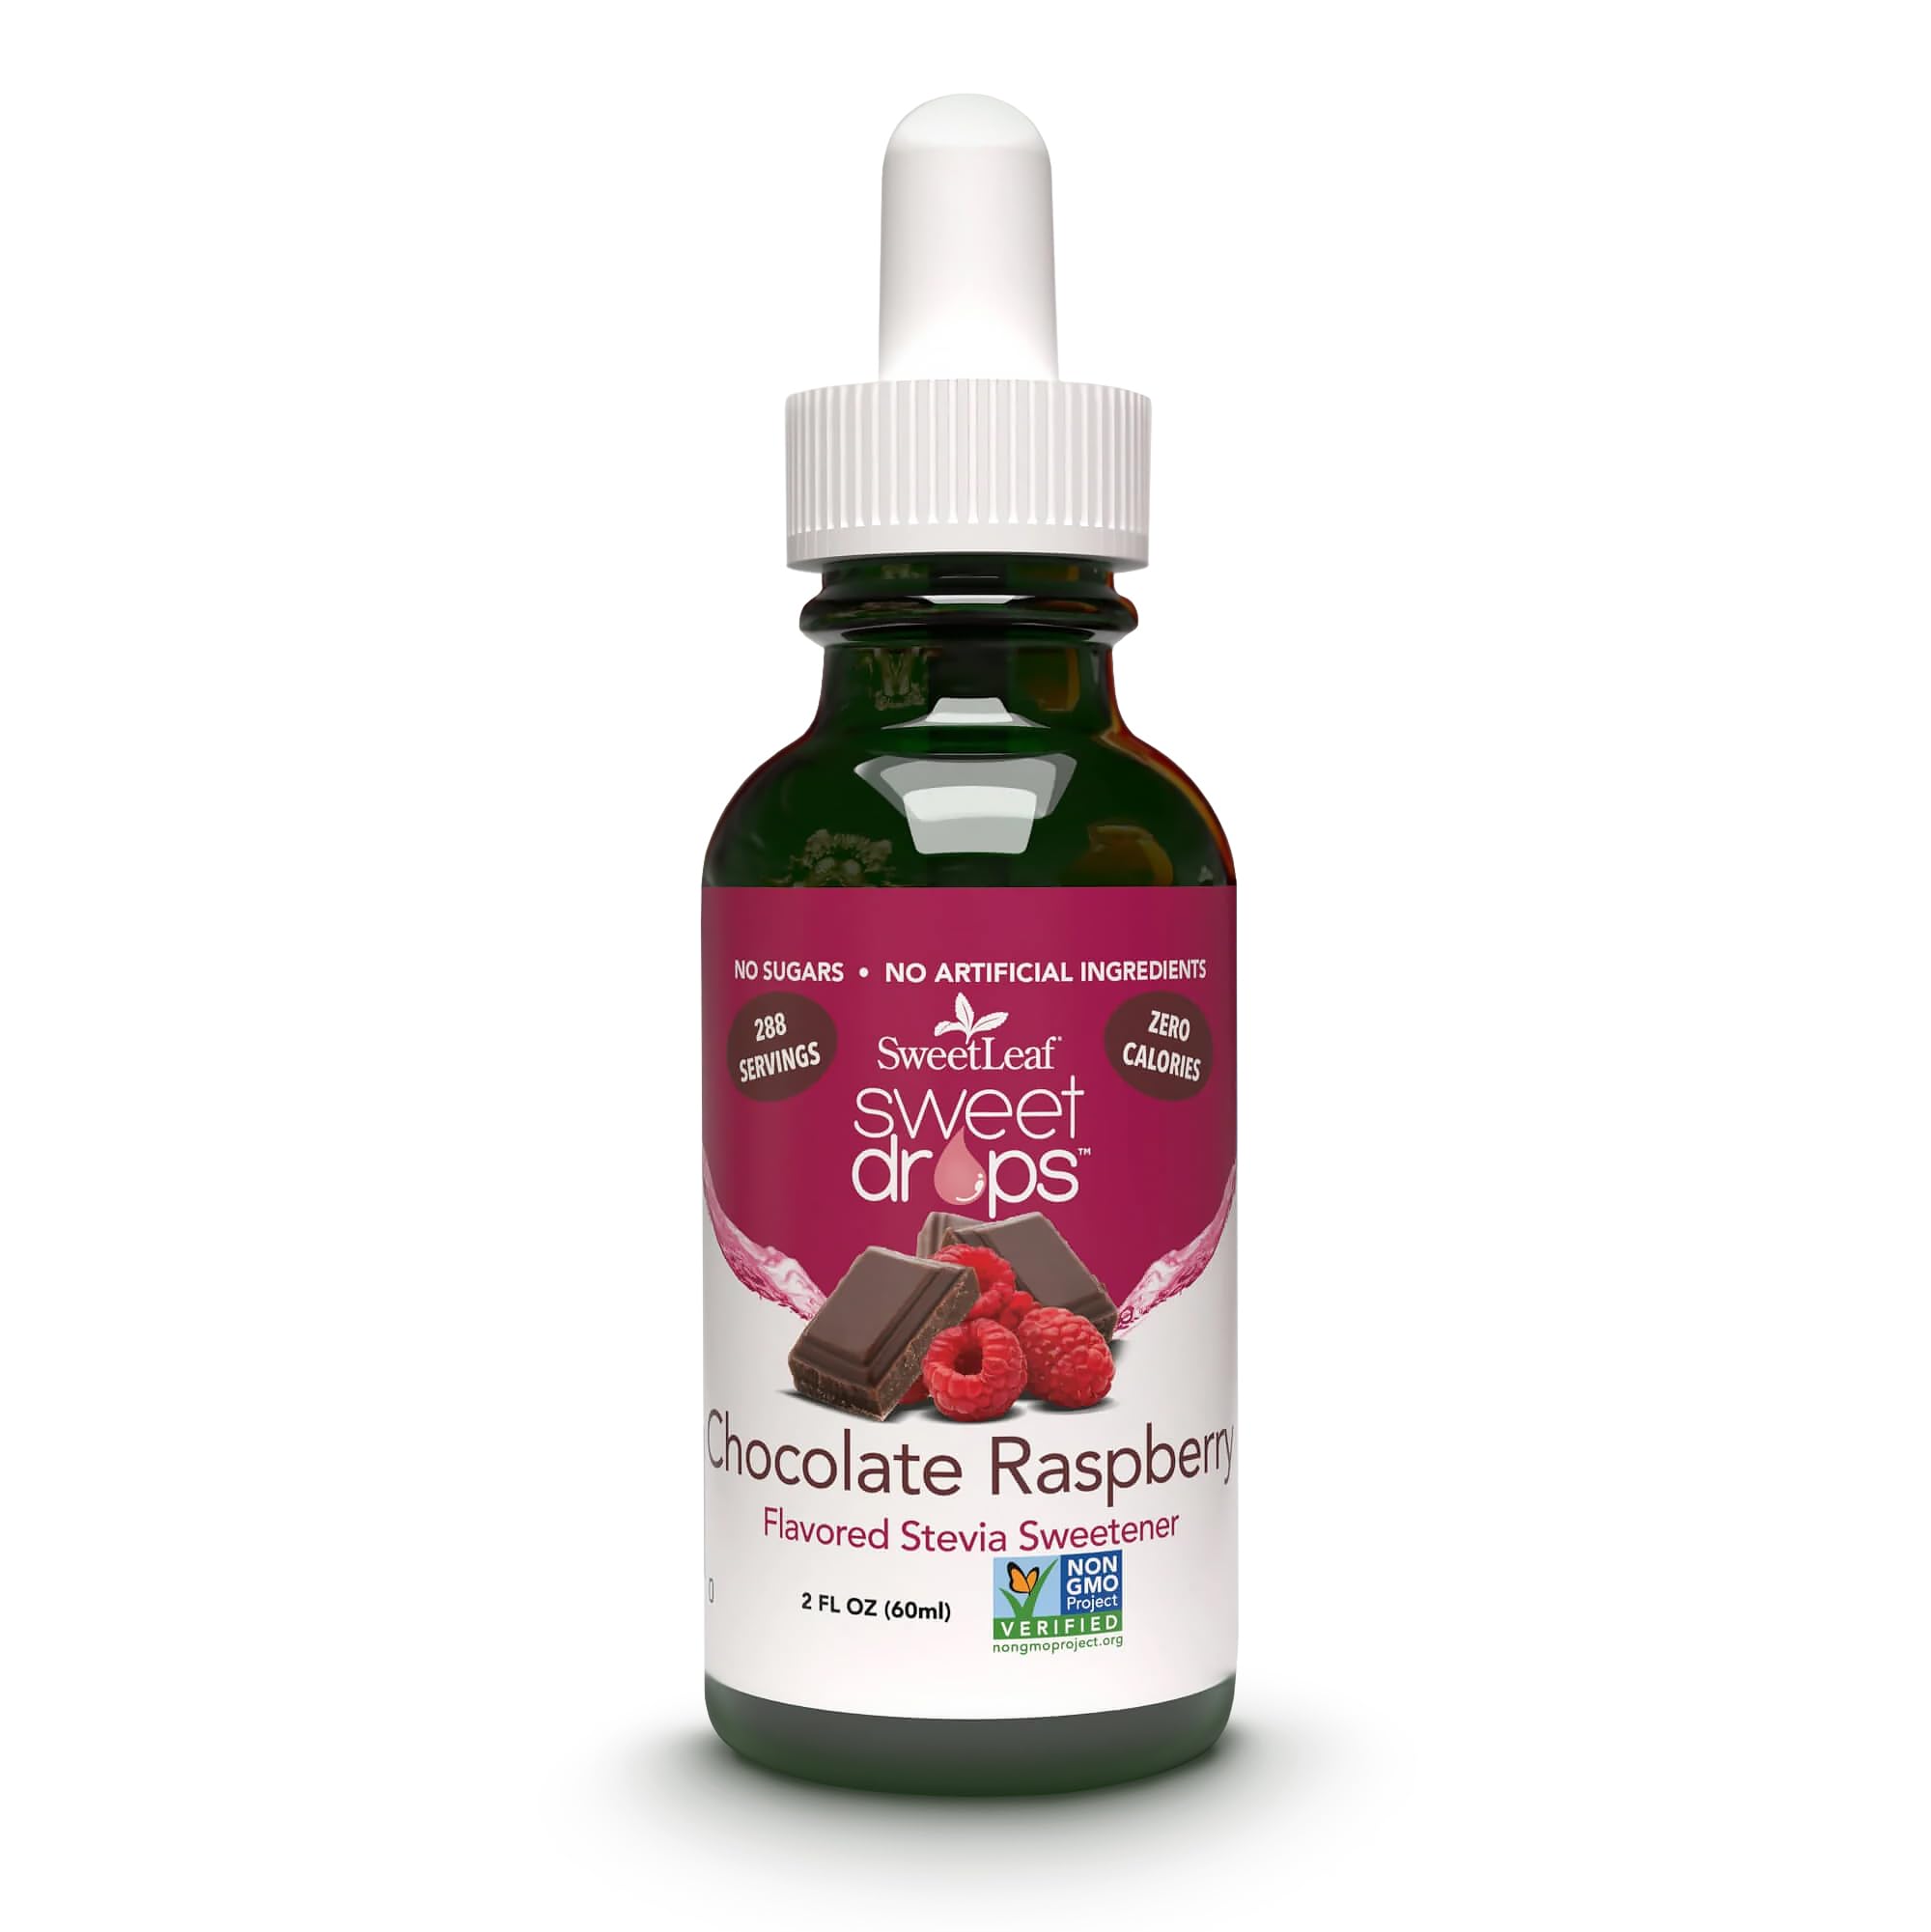 NO SUGARS • NO ARTIFICIAL INGREDIENTS
288
SERVINGS
ZERO
CALORIES
SweetLeaf®
sweet
drops™
Chocolate Raspberry
Flavored Stevia Sweetener
2 FL OZ (60ml)
NON
GMO
Project
VERIFIED
nongmoproject.org